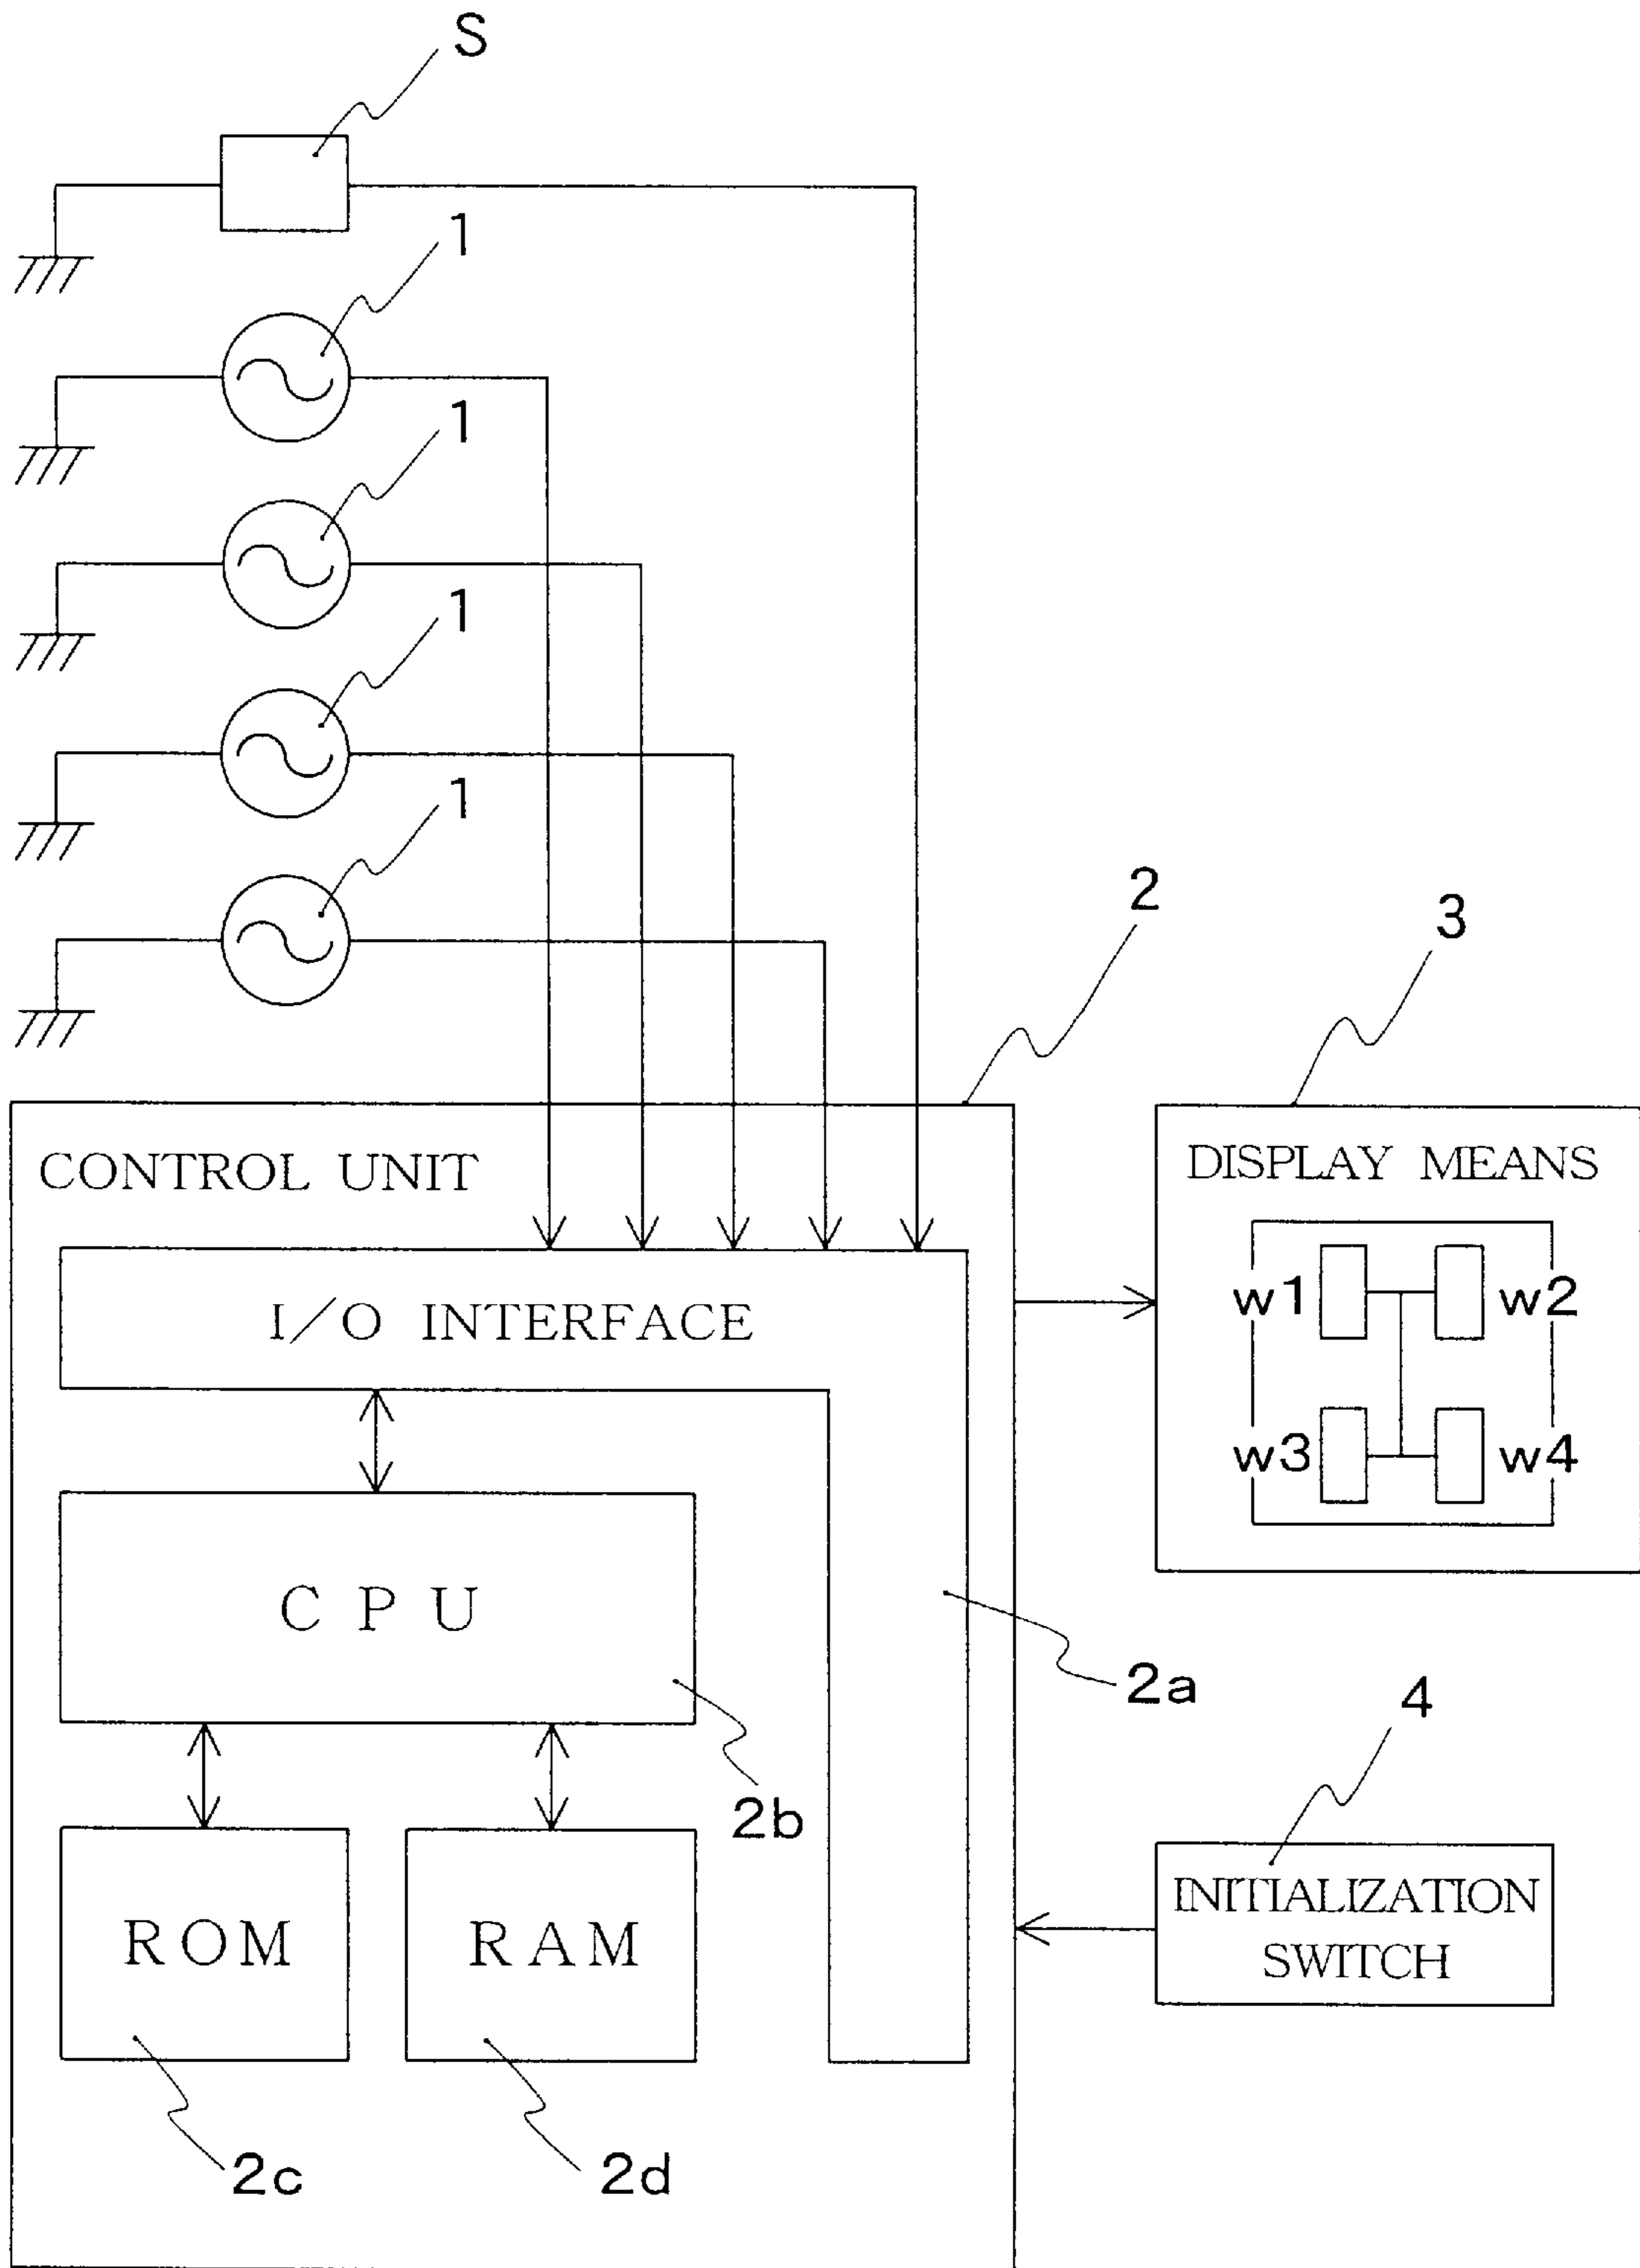 S
1
1
1
1
2
3
CONTROL UNIT
DISPLAY MEANS
I/O INTERFACE
w1 w2
w3 w4
CPU
2a
4
2b
INITIALIZATION
SWITCH
ROM
RAM
2c
2d